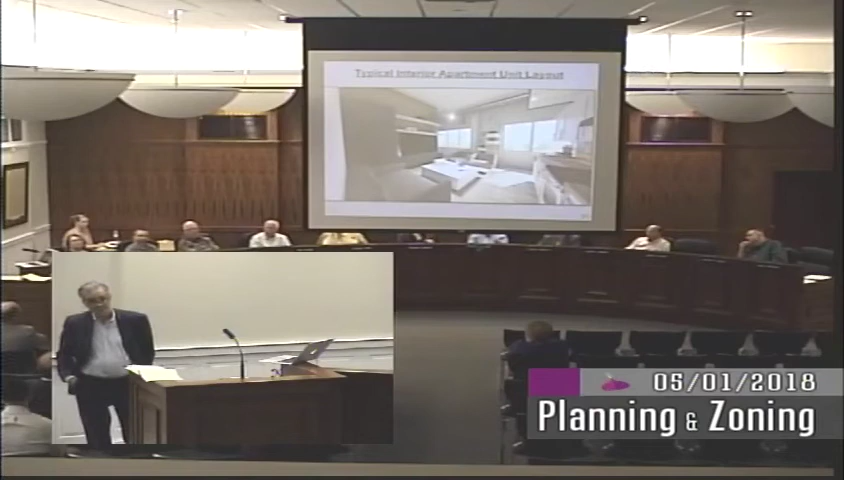 Typical Interior Apartment Unit Layout
05/01/2018
Planning & Zoning